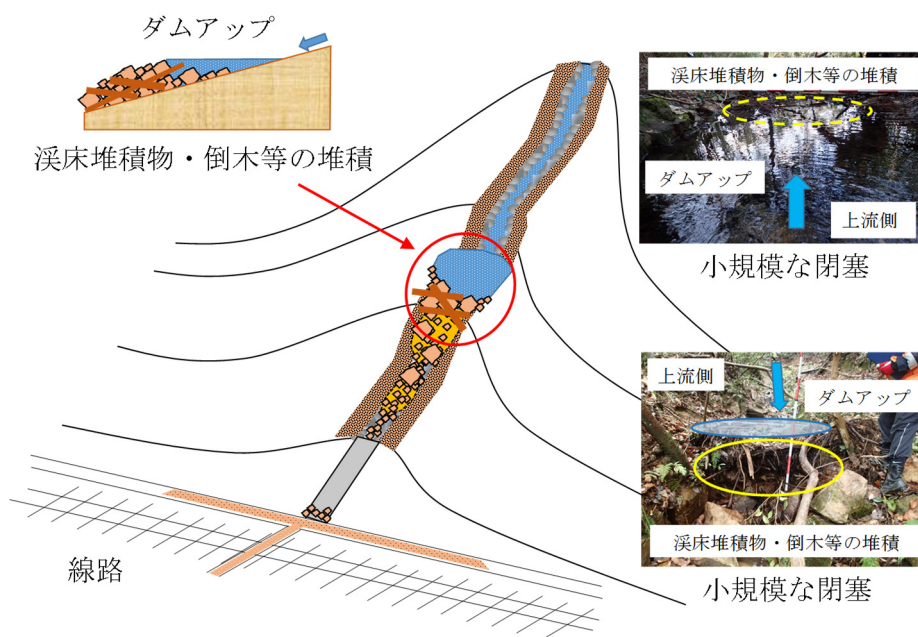 ダムアップ
渓床堆積物・倒木等の堆積
線路
渓床堆積物・倒木等の堆積
ダムアップ
上流側
小規模な閉塞
上流側
ダムアップ
渓床堆積物・倒木等の堆積
小規模な閉塞